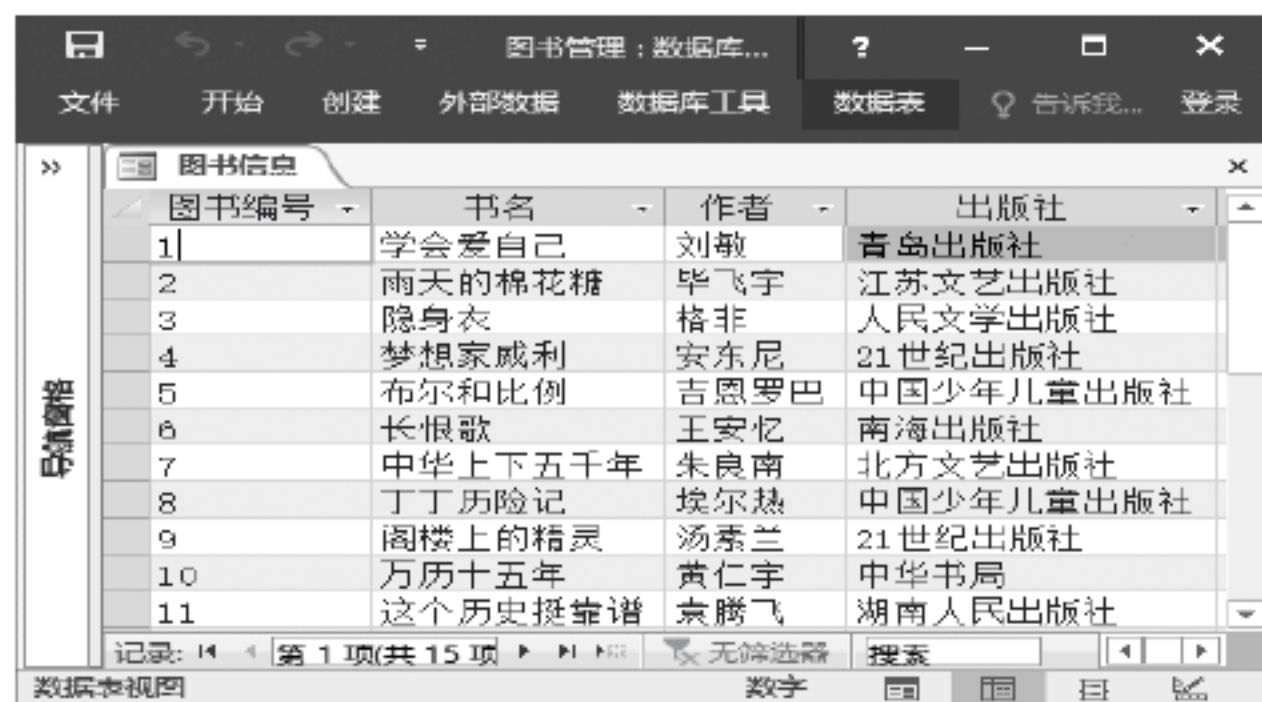 图书管理：数据库... ?
文件 开始 创建 外部数据 数据库工具 数据表 告诉我... 登录
» 图书信息
图书编号 书名 作者 出版社
1 学会爱自己 刘敏 青岛出版社
2 雨天的棉花糖 毕飞宇 江苏文艺出版社
3 隐身衣 格非 人民文学出版社
4 梦想家威利 安东尼 21世纪出版社
5 布尔和比例 吉恩罗巴 中国少年儿童出版社
6 长恨歌 王安忆 南海出版社
7 中华上下五千年 朱良南 北方文艺出版社
8 丁丁历险记 埃尔热 中国少年儿童出版社
9 阁楼上的精灵 汤素兰 21世纪出版社
10 万历十五年 黄仁宇 中华书局
11 这个历史挺靠谱 袁腾飞 湖南人民出版社
导航窗格
记录: 第 1 项(共 15 项 无筛选器 搜索
数据表视图 数字